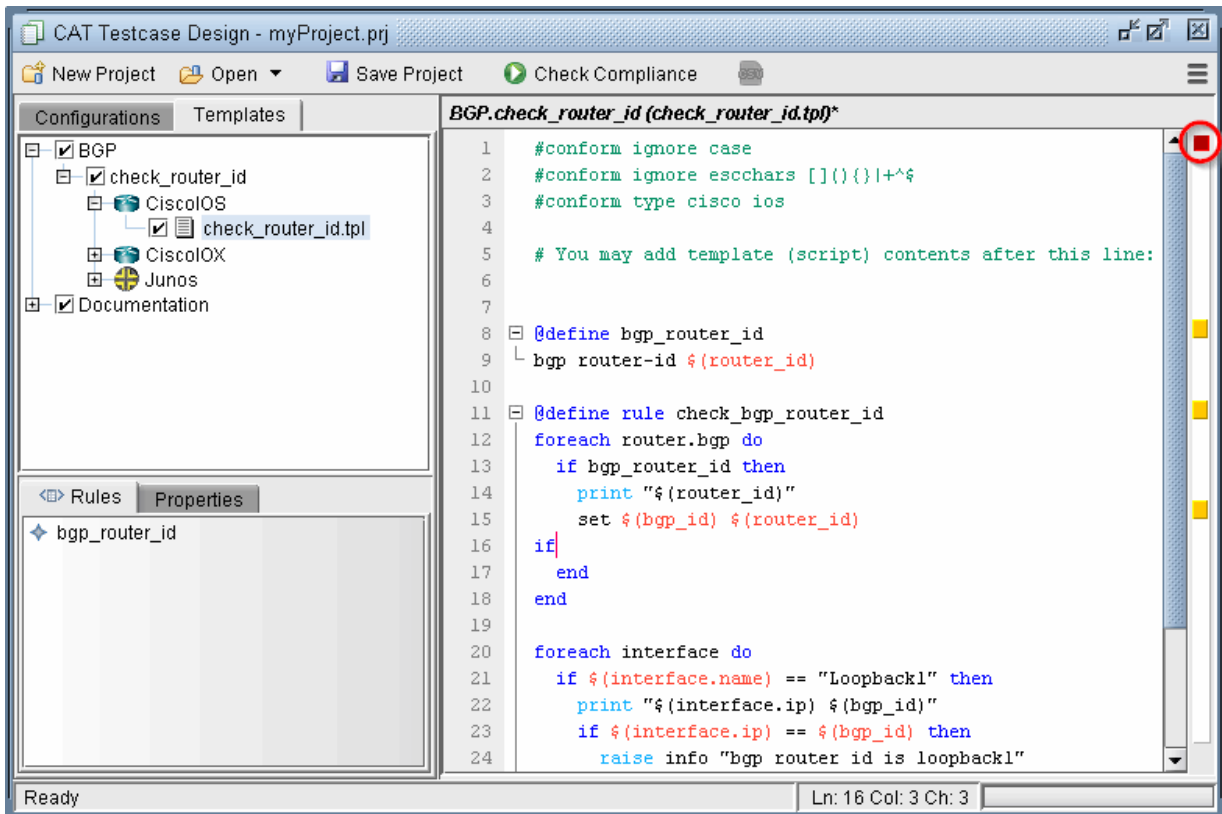 CAT Testcase Design - myProject.prj
New Project Open Save Project Check Compliance
Configurations Templates
BGP
check_router_id
CiscoIOS
check_router_id.tpl
CiscoIOX
Junos
Documentation
Rules Properties
bgp_router_id
BGP.check_router_id (check_router_id.tpl)*
1 #conform ignore case
2 #conform ignore escchars [](){}|+^$
3 #conform type cisco ios
4
5 # You may add template (script) contents after this line:
6
7
8 @define bgp_router_id
9 bgp router-id $(router_id)
10
11 @define rule check_bgp_router_id
12 foreach router.bgp do
13 if bgp_router_id then
14 print "$(router_id)"
15 set $(bgp_id) $(router_id)
16 if
17 end
18 end
19
20 foreach interface do
21 if $(interface.name) == "Loopback1" then
22 print "$(interface.ip) $(bgp_id)"
23 if $(interface.ip) == $(bgp_id) then
24 raise info "bgp router id is loopback1"
Ready Ln: 16 Col: 3 Ch: 3